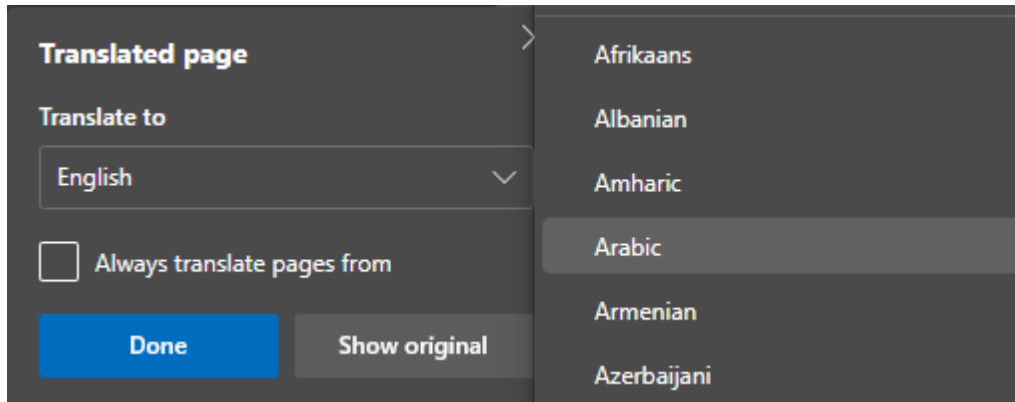 Translated page
Translate to
English
Always translate pages from
Done
Show original
Afrikaans
Albanian
Amharic
Arabic
Armenian
Azerbaijani